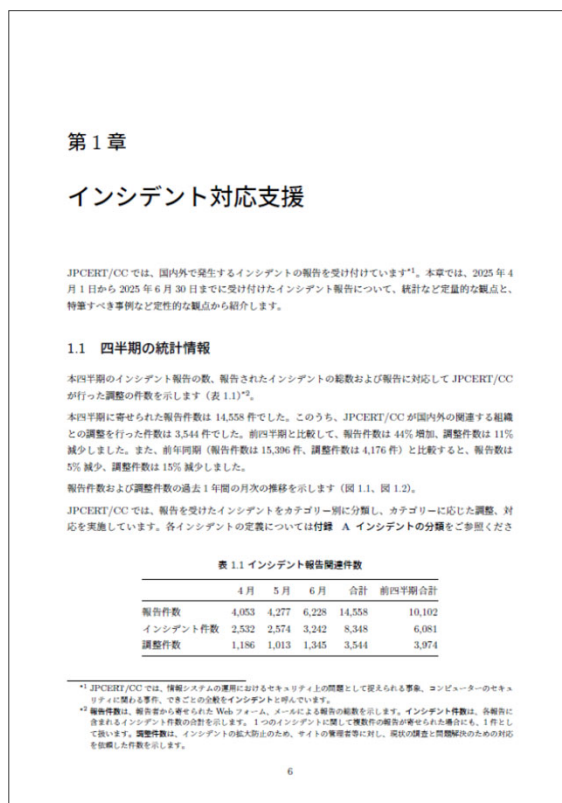 第 1 章
インシデント対応支援
JPCERT/CC では、国内外で発生するインシデントの報告を受け付けています*1。本章では、2025 年 4
月 1 日から 2025 年 6 月 30 日までに受け付けたインシデント報告について、統計など定量的な観点と、
特筆すべき事例など定性的な観点から紹介します。
1.1 四半期の統計情報
本四半期のインシデント報告の数、報告されたインシデントの総数および報告に対応して JPCERT/CC
が行った調整の件数を示します（表 1.1）*2。
本四半期に寄せられた報告件数は 14,558 件でした。このうち、JPCERT/CC が国内外の関連する組織
との調整を行った件数は 3,544 件でした。前四半期と比較して、報告件数は 44% 増加、調整件数は 11%
減少しました。また、前年同期（報告件数は 15,396 件、調整件数は 4,176 件）と比較すると、報告数は
5% 減少、調整件数は 15% 減少しました。
報告件数および調整件数の過去 1 年間の月次の推移を示します（図 1.1、図 1.2）。
JPCERT/CC では、報告を受けたインシデントをカテゴリー別に分類し、カテゴリーに応じた調整、対
応を実施しています。各インシデントの定義については付録 A インシデントの分類をご参照くださ
表 1.1 インシデント報告関連件数
4 月 5 月 6 月 合計 前四半期合計
報告件数 4,053 4,277 6,228 14,558 10,102
インシデント件数 2,532 2,574 3,242 8,348 6,081
調整件数 1,186 1,013 1,345 3,544 3,974
*1 JPCERT/CC では、情報システムの運用におけるセキュリティ上の問題として捉えられる事象、コンピューターのセキュ
リティに関わる事件、できごとの全般をインシデントと呼んでいます。
*2 報告件数は、報告者から寄せられた Web フォーム、メールによる報告の総数を示します。インシデント件数は、各報告に
含まれるインシデント件数の合計を示します。 1 つのインシデントに関して複数件の報告が寄せられた場合にも、1 件とし
て扱います。調整件数は、インシデントの拡大防止のため、サイトの管理者等に対し、現状の調査と問題解決のための対応
を依頼した件数を示します。
6